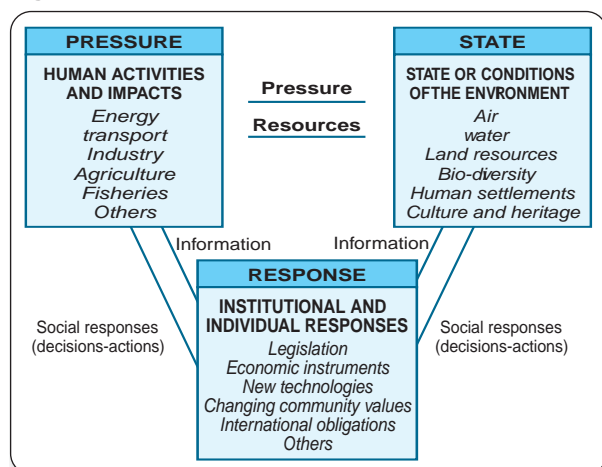 PRESSURE
HUMAN ACTIVITIES
AND IMPACTS
Energy
transport
Industry
Agriculture
Fisheries
Others
Pressure
Resources
STATE
STATE OR CONDITIONS
OFTHE ENVIRONMENT
Air
water
Land resources
Bio-diversity
Human settlements
Culture and heritage
Information
Information
Social responses
(decisions-actions)
RESPONSE
INSTITUTIONAL AND
INDIVIDUAL RESPONSES
Legislation
Economic instruments
New technologies
Changing community values
International obligations
Others
Social responses
(decisions-actions)